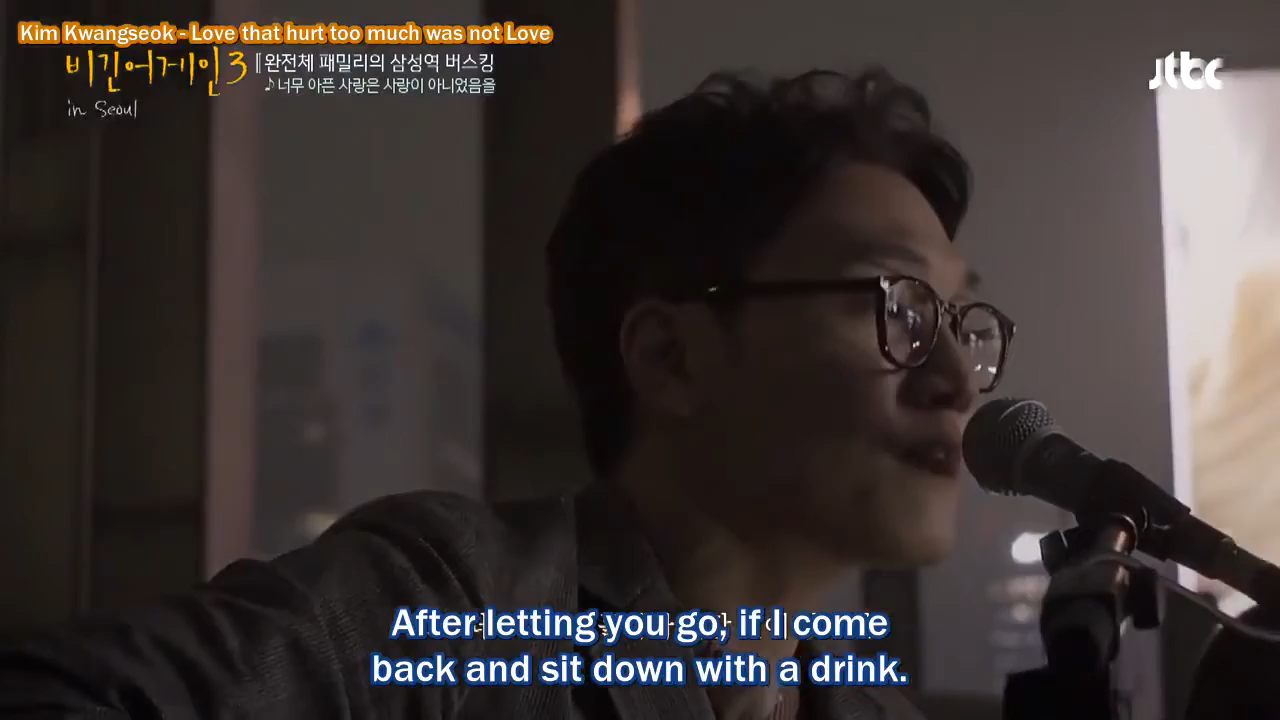 Kim Kwangseok - Love that hurt too much was not Love
비긴어게인 3
in Seoul
완전체 패밀리의 삼성역 버스킹
♪너무 아픈 사랑은 사랑이 아니었음을
jtbc
After letting you go, if I come
back and sit down with a drink.